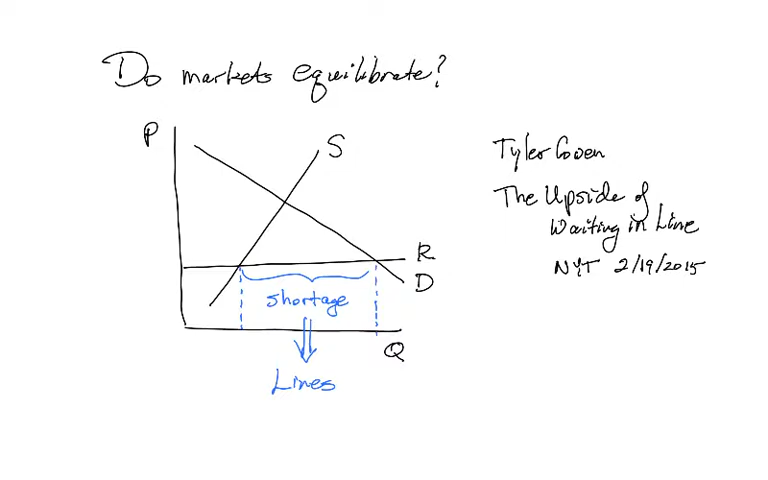 Do markets equilibrate?
P
S
R
D
shortage
Q
Lines
Tyler Cowen
The Upside of
Waiting in Line
NYT 2/19/2015